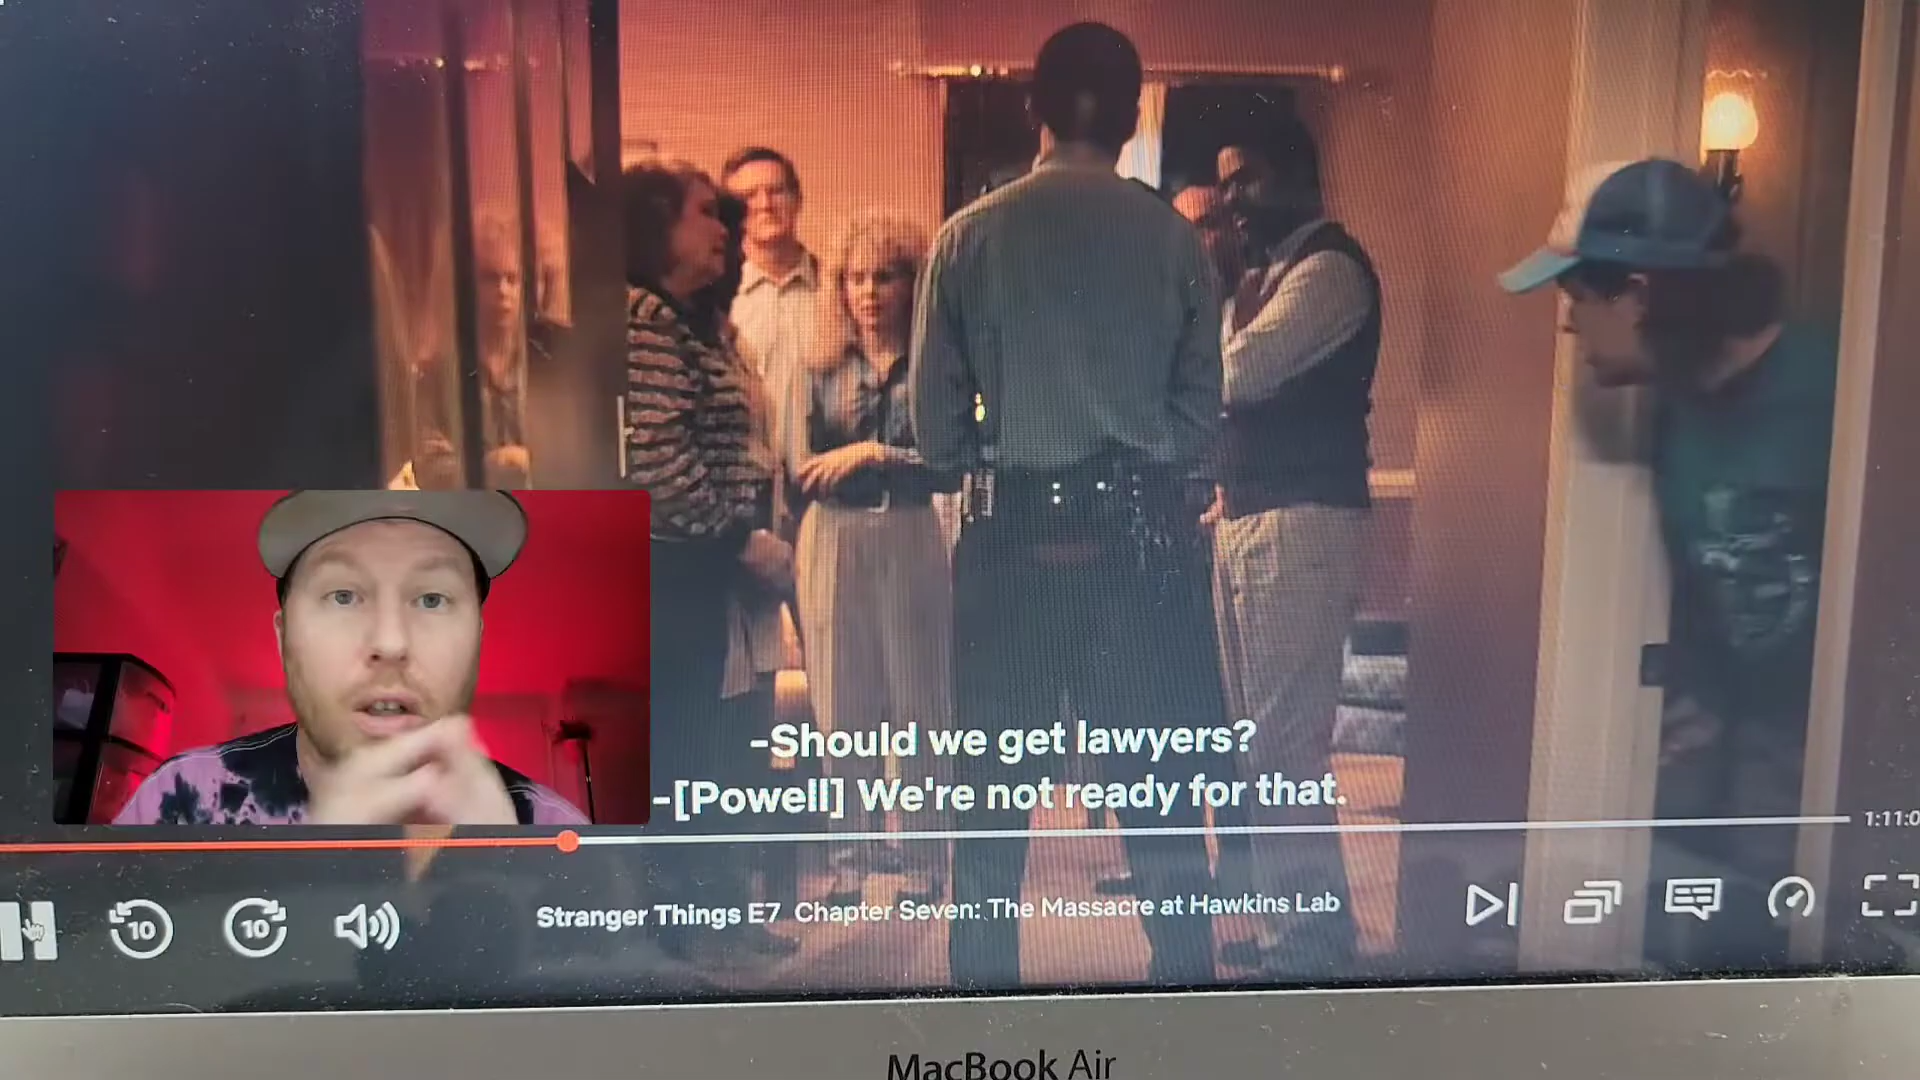 -Should we get lawyers?
-[Powell] We're not ready for that.
1:11:0
10
10
Stranger Things E7 Chapter Seven: The Massacre at Hawkins Lab
MacBook Air